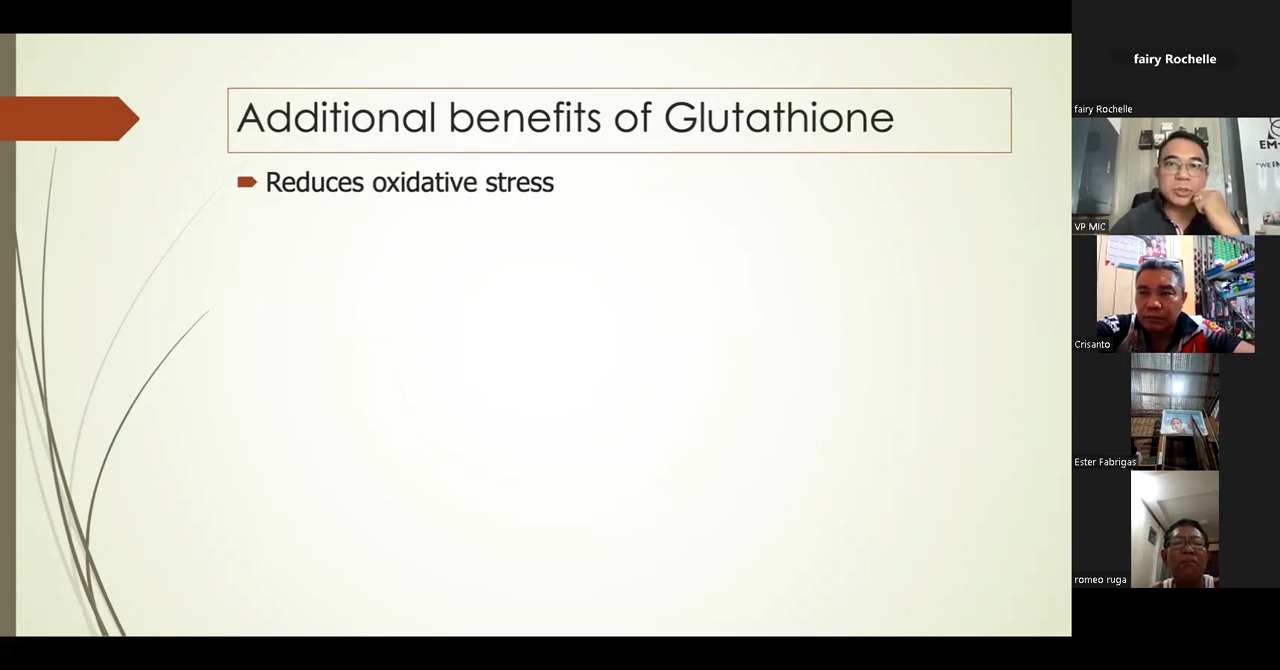 Additional benefits of Glutathione
Reduces oxidative stress
fairy Rochelle
fairy Rochelle
VP MIC
Crisanto
Ester Fabrigas
romeo ruga